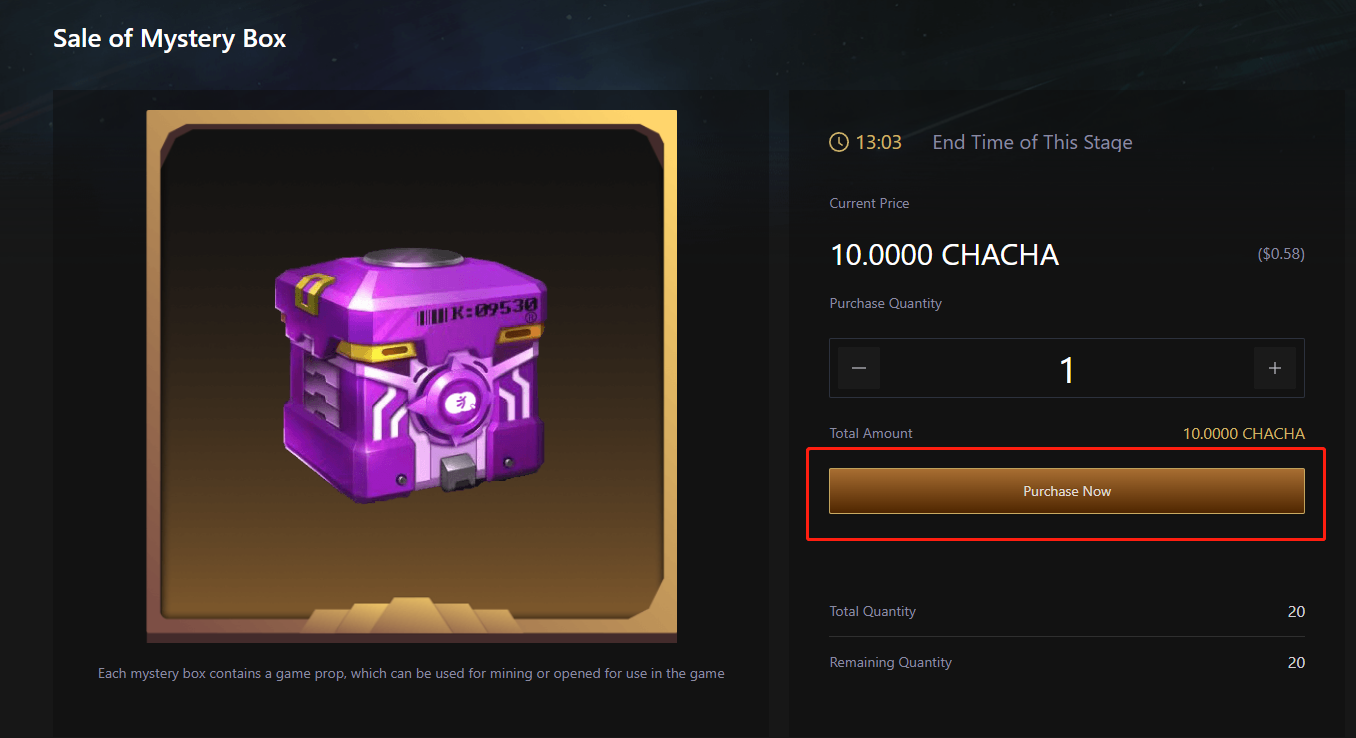 Sale of Mystery Box
K:09530
Each mystery box contains a game prop, which can be used for mining or opened for use in the game
13:03 End Time of This Stage
Current Price
10.0000 CHACHA ($0.58)
Purchase Quantity
− 1 +
Total Amount 10.0000 CHACHA
Purchase Now
Total Quantity 20
Remaining Quantity 20